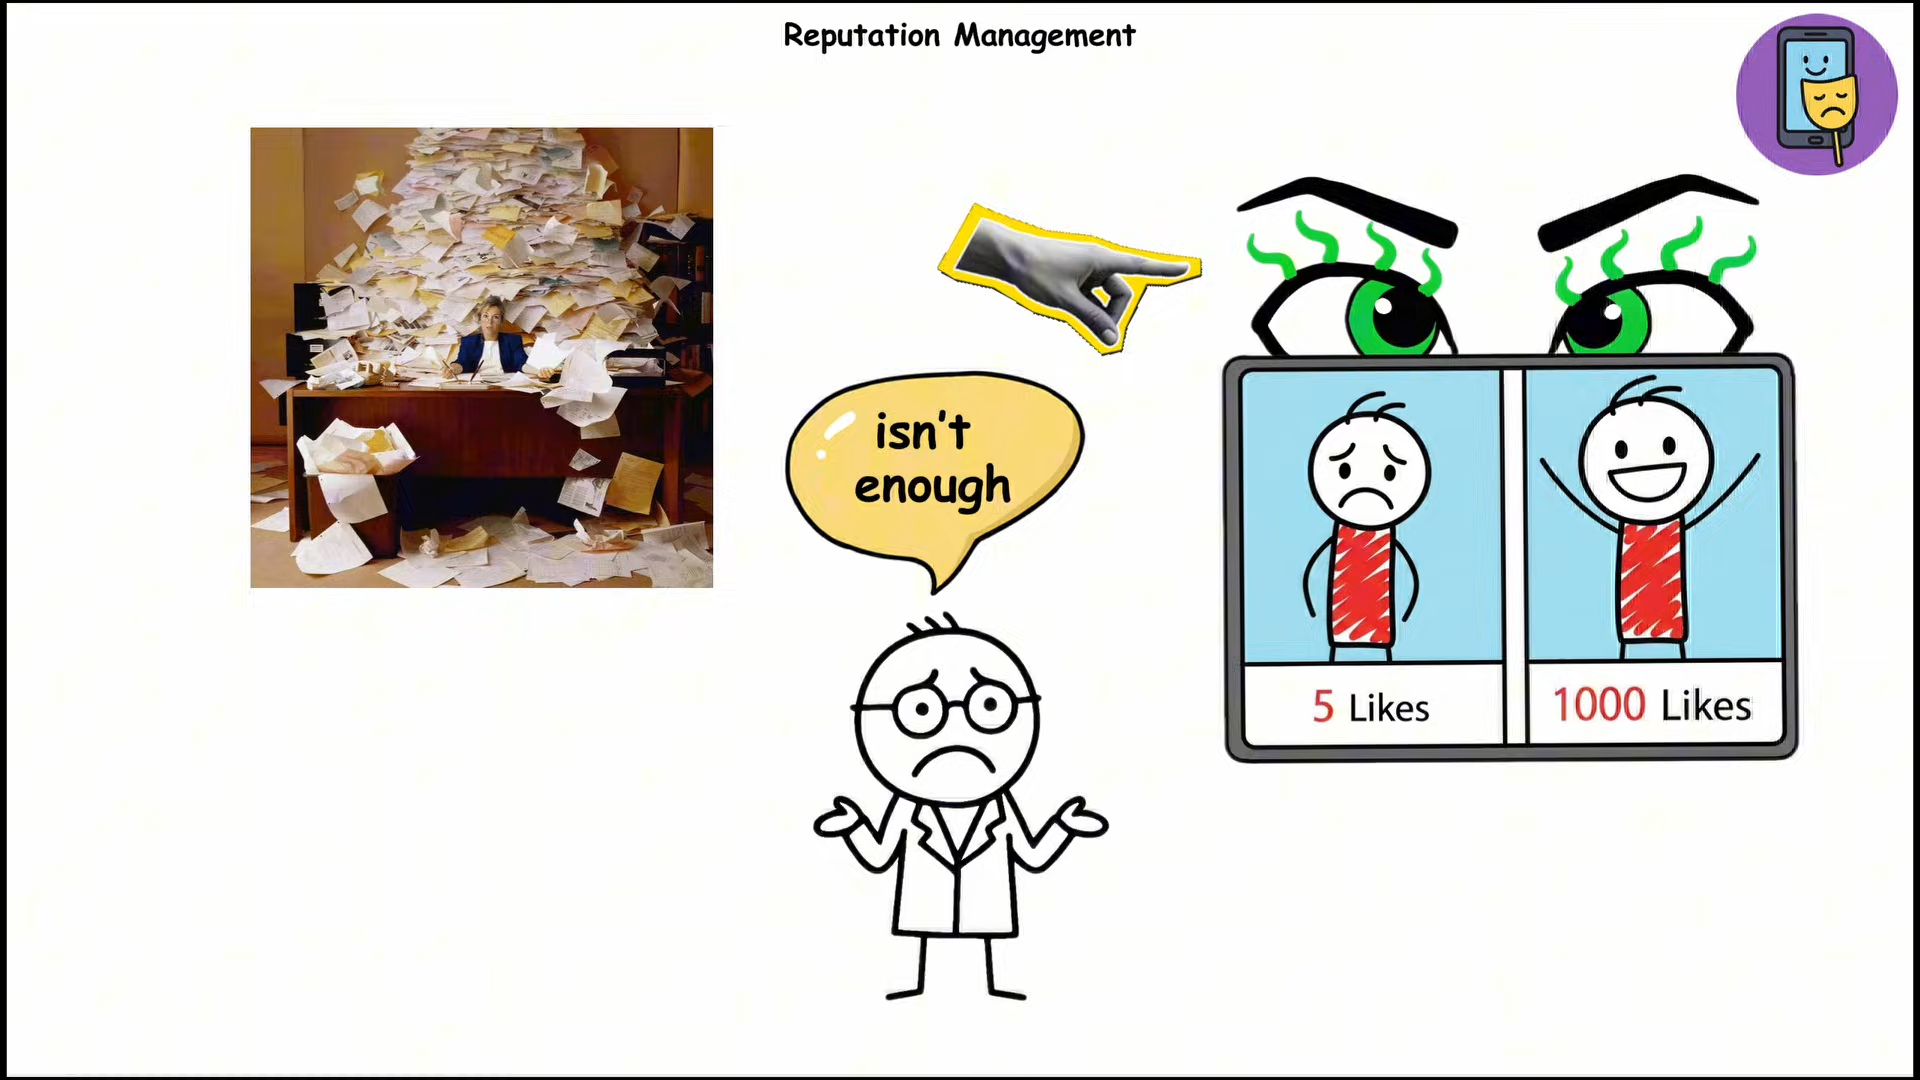 Reputation Management
isn't
enough
5 Likes
1000 Likes